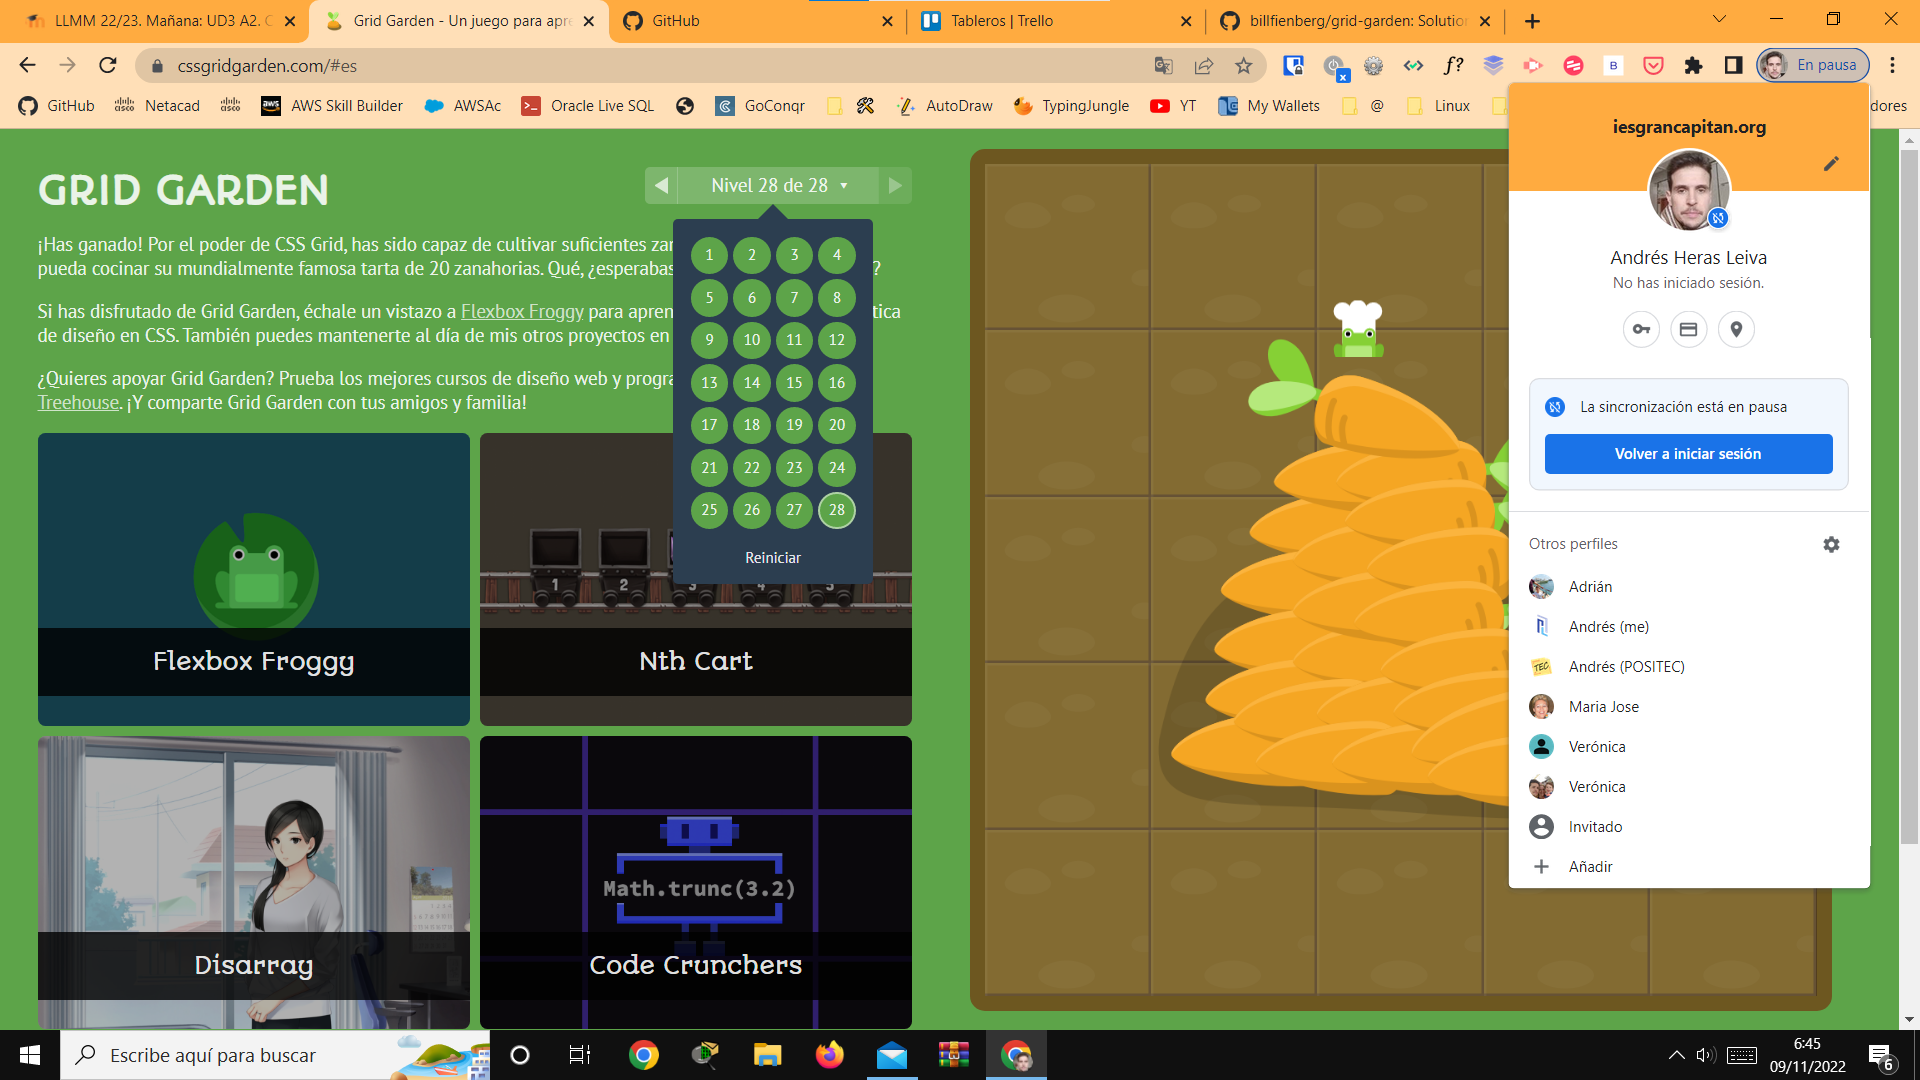 LLMM 22/23. Mañana: UD3 A2. C
Grid Garden - Un juego para apre
GitHub
Tableros | Trello
billfienberg/grid-garden: Solution
cssgridgarden.com/#es
En pausa
GitHub
Netacad
AWS Skill Builder
AWSAc
Oracle Live SQL
GoConqr
AutoDraw
TypingJungle
YT
My Wallets
@
Linux
dores
GRID GARDEN
Nivel 28 de 28
¡Has ganado! Por el poder de CSS Grid, has sido capaz de cultivar suficientes zan
pueda cocinar su mundialmente famosa tarta de 20 zanahorias. Qué, ¿esperabas ?
Si has disfrutado de Grid Garden, échale un vistazo a Flexbox Froggy para apren tica
de diseño en CSS. También puedes mantenerte al día de mis otros proyectos en
¿Quieres apoyar Grid Garden? Prueba los mejores cursos de diseño web y progra
Treehouse. ¡Y comparte Grid Garden con tus amigos y familia!
1 2 3 4
5 6 7 8
9 10 11 12
13 14 15 16
17 18 19 20
21 22 23 24
25 26 27 28
Reiniciar
1 2 3 4 5
Flexbox Froggy
Nth Cart
Math.trunc(3.2)
Disarray
Code Crunchers
iesgrancapitan.org
Andrés Heras Leiva
No has iniciado sesión.
La sincronización está en pausa
Volver a iniciar sesión
Otros perfiles
Adrián
Andrés (me)
TEC
Andrés (POSITEC)
Maria Jose
Verónica
Verónica
Invitado
Añadir
Escribe aquí para buscar
6:45
09/11/2022
6